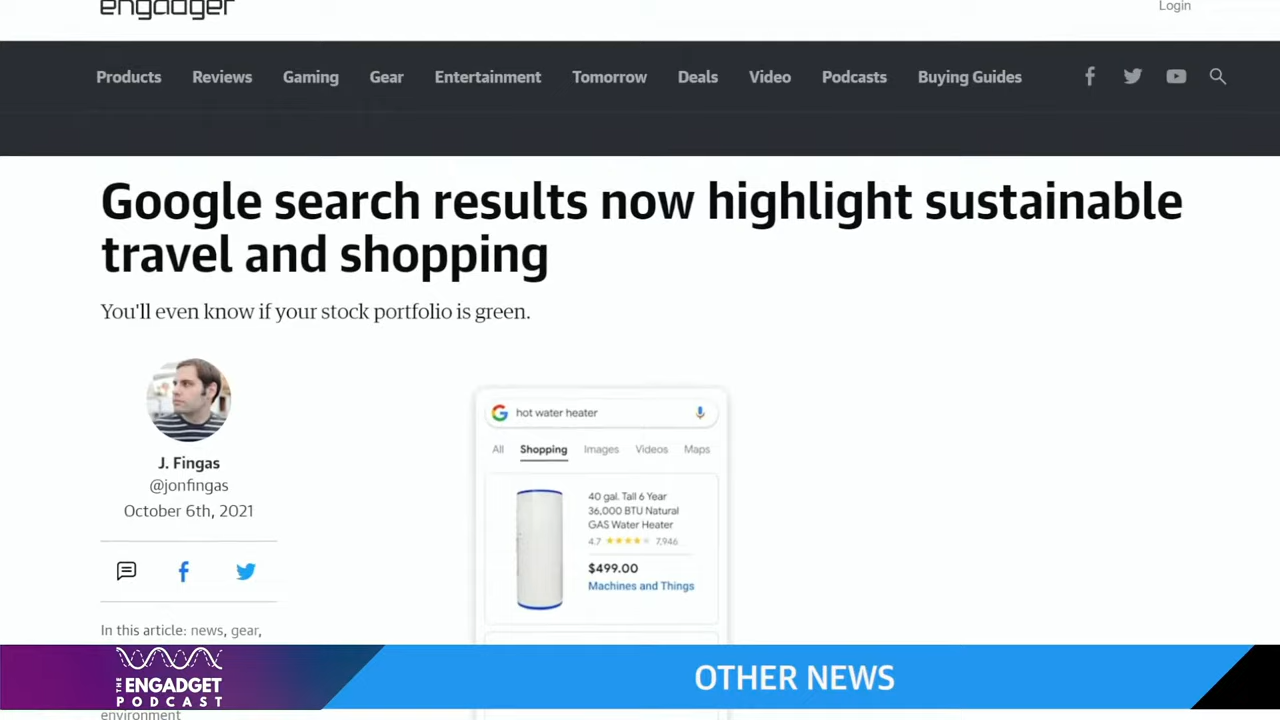 engadget
Login
Products Reviews Gaming Gear Entertainment Tomorrow Deals Video Podcasts Buying Guides
Google search results now highlight sustainable
travel and shopping
You'll even know if your stock portfolio is green.
J. Fingas
@jonfingas
October 6th, 2021
In this article: news, gear,
environment
hot water heater
All Shopping Images Videos Maps
40 gal. Tall 6 Year
36,000 BTU Natural
GAS Water Heater
4.7 7,946
$499.00
Machines and Things
THE ENGADGET
PODCAST
OTHER NEWS